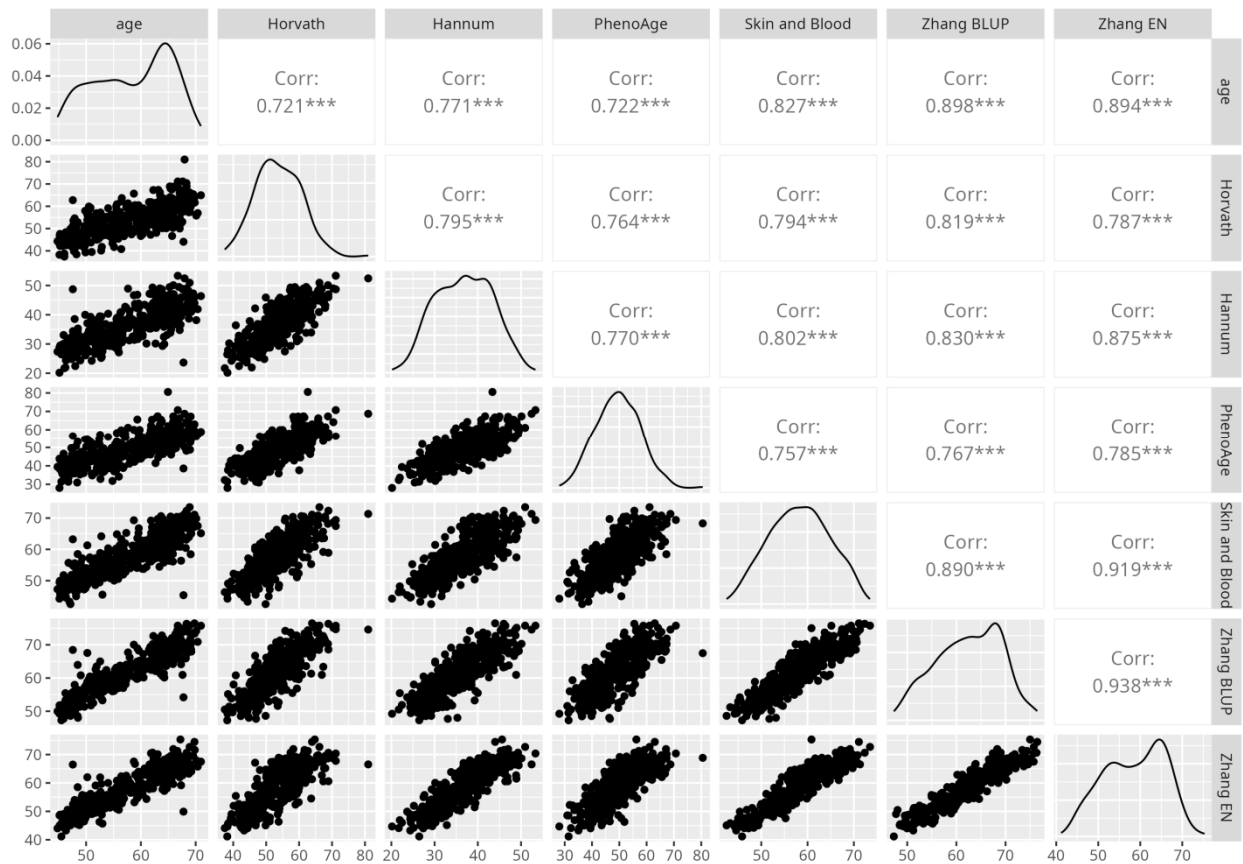 age Horvath Hannum PhenoAge Skin and Blood Zhang BLUP Zhang EN
0.06
0.04
0.02
0.00
Corr: Corr: Corr: Corr: Corr: Corr:
0.721*** 0.771*** 0.722*** 0.827*** 0.898*** 0.894***
age
80
70
60
50
40
Corr: Corr: Corr: Corr: Corr:
0.795*** 0.764*** 0.794*** 0.819*** 0.787***
Horvath
50
40
30
20
Corr: Corr: Corr: Corr:
0.770*** 0.802*** 0.830*** 0.875***
Hannum
80
70
60
50
40
30
Corr: Corr: Corr:
0.757*** 0.767*** 0.785***
PhenoAge
70
60
50
Corr: Corr:
0.890*** 0.919***
Skin and Blood
70
60
50
Corr:
0.938***
Zhang BLUP
70
60
50
40
Zhang EN
50 60 70 40 50 60 70 80 20 30 40 50 30 40 50 60 70 80 50 60 70 50 60 70 40 50 60 70